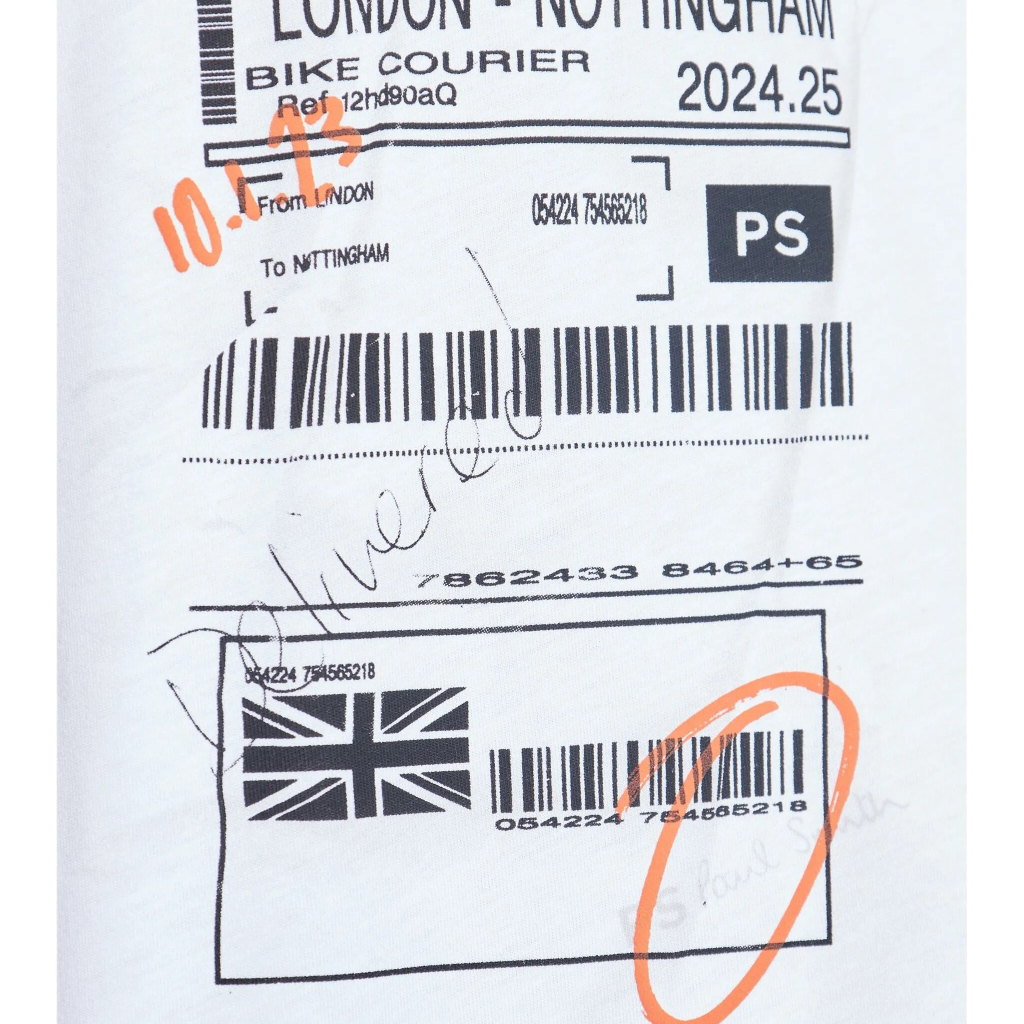 LONDON - NOTTINGHAM
BIKE COURIER
Ref 12hd90aQ
2024.25
10.1.23
From LONDON
054224 754565218
PS
To NOTTINGHAM
Delivered
7862433 8464+65
054224 754565218
054224 754565218
PS Paul Smith